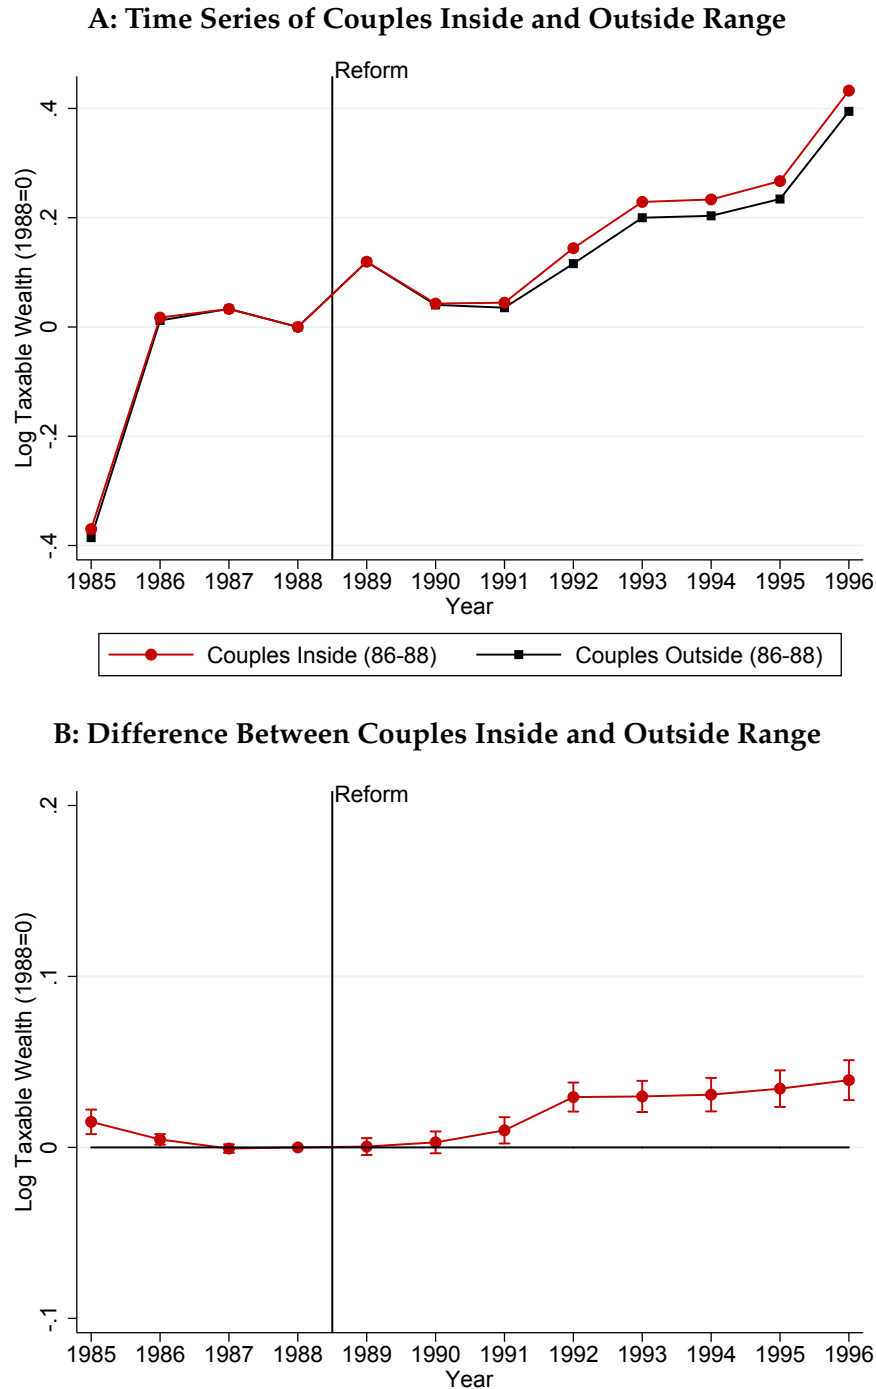 A: Time Series of Couples Inside and Outside Range
Reform
Log Taxable Wealth (1988=0)
.4
.2
0
-.2
-.4
1985 1986 1987 1988 1989 1990 1991 1992 1993 1994 1995 1996
Year
Couples Inside (86-88) Couples Outside (86-88)
B: Difference Between Couples Inside and Outside Range
Reform
Log Taxable Wealth (1988=0)
.2
.1
0
-.1
1985 1986 1987 1988 1989 1990 1991 1992 1993 1994 1995 1996
Year